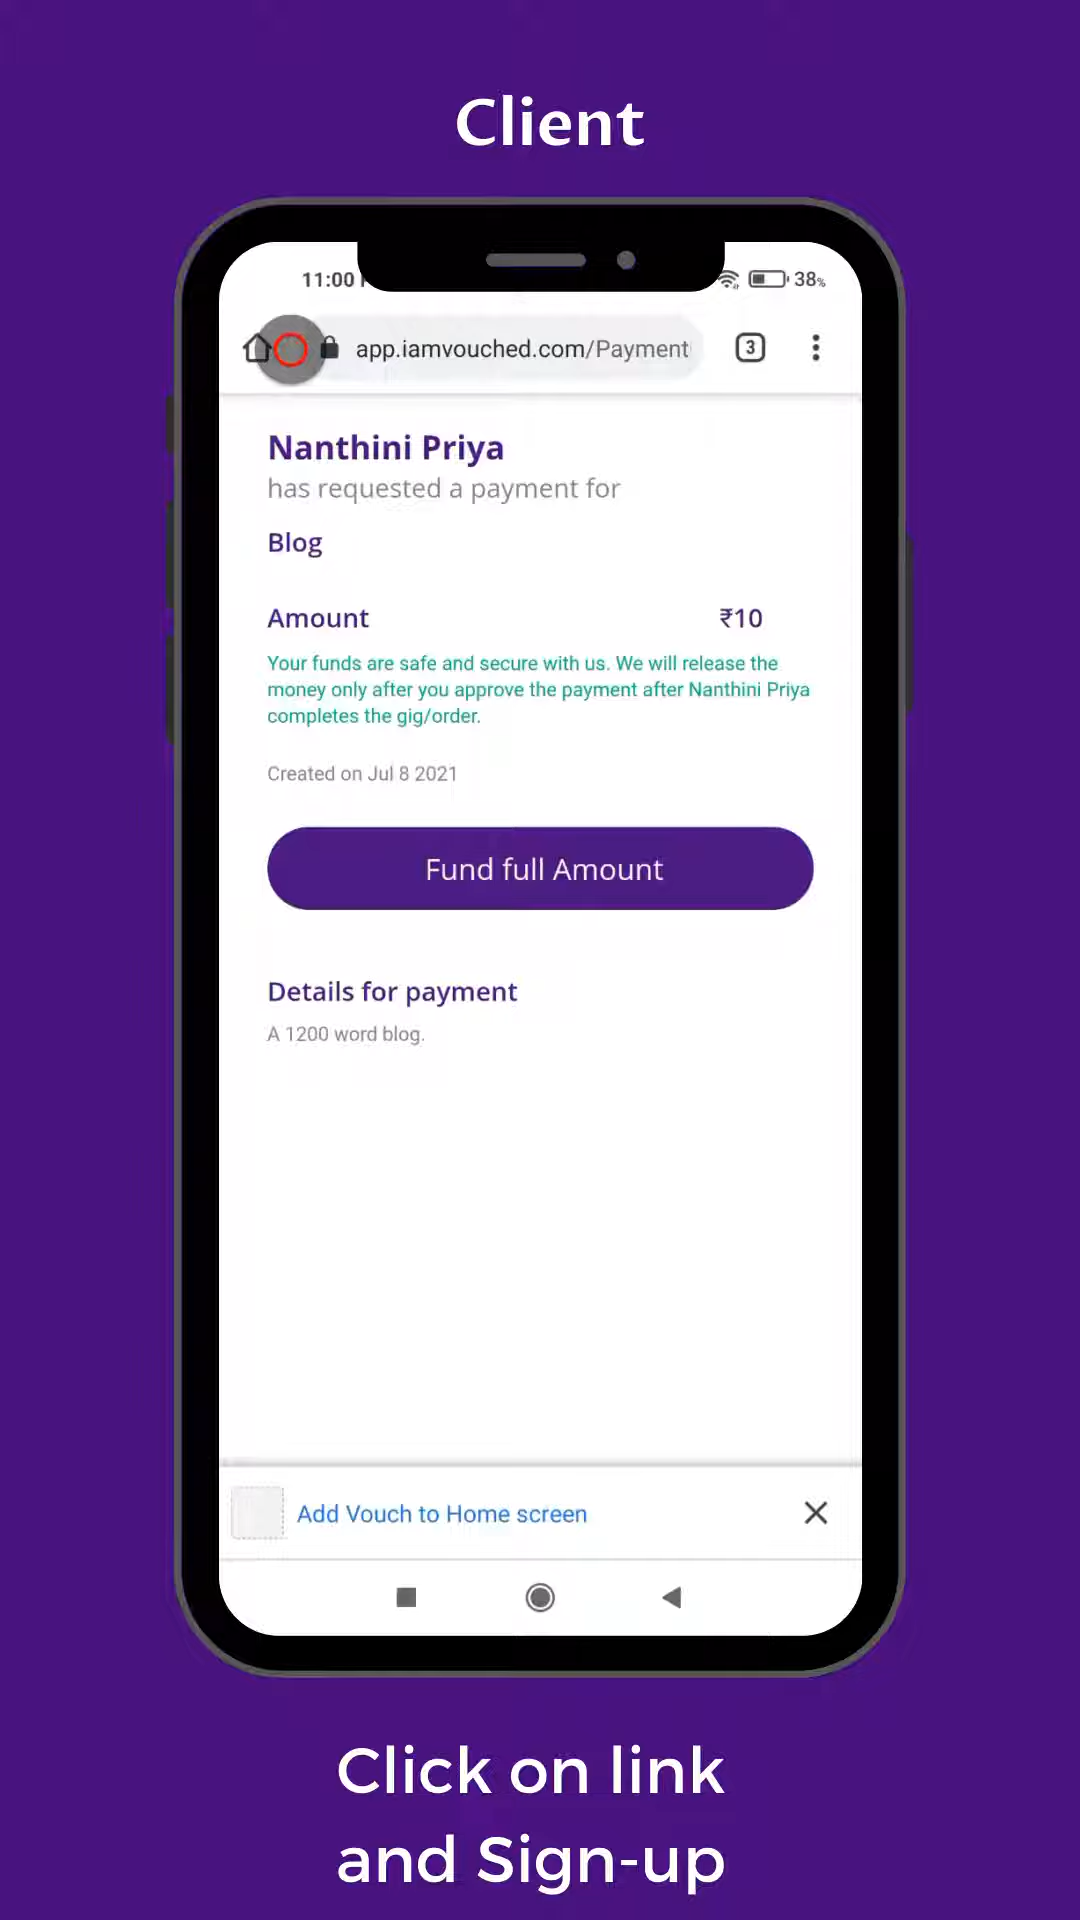 Client
11:00
38%
app.iamvouched.com/Payment
3
Nanthini Priya
has requested a payment for
Blog
Amount ₹10
Your funds are safe and secure with us. We will release the
money only after you approve the payment after Nanthini Priya
completes the gig/order.
Created on Jul 8 2021
Fund full Amount
Details for payment
A 1200 word blog.
Add Vouch to Home screen
Click on link
and Sign-up